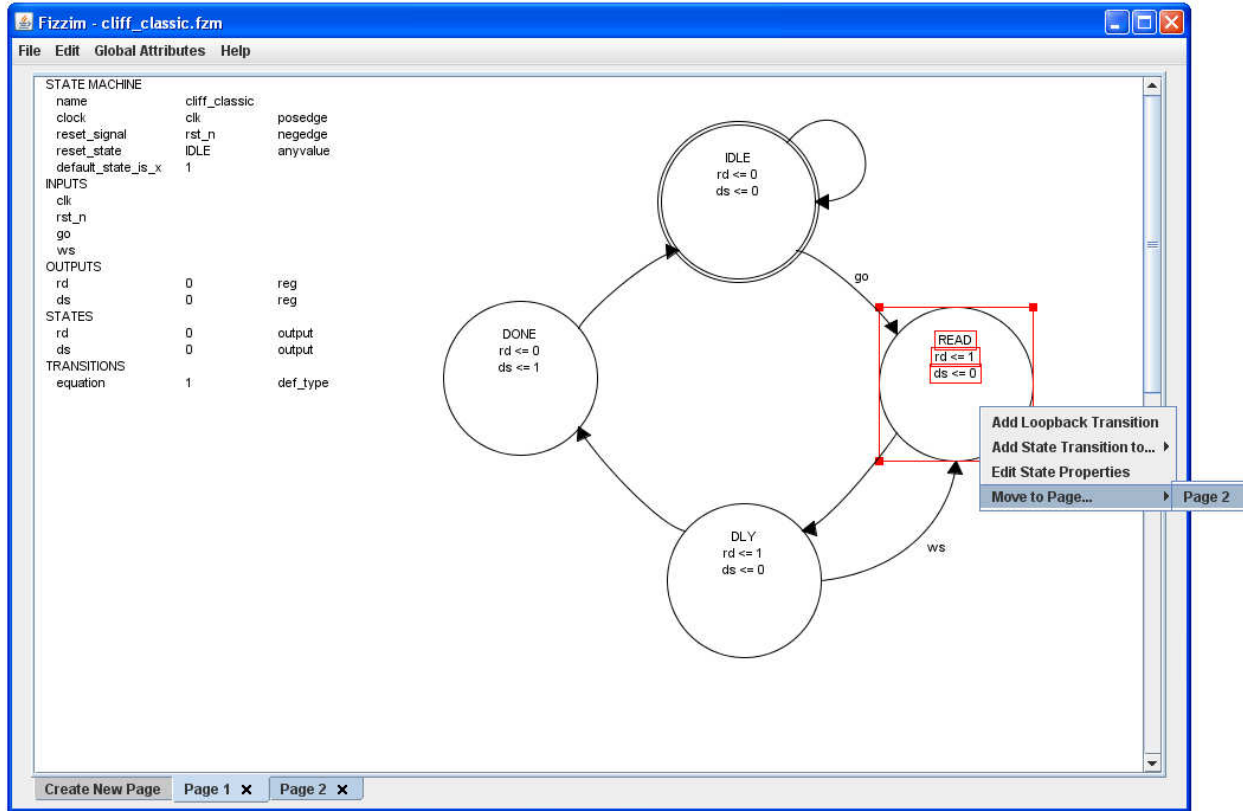 Fizzim - cliff_classic.fzm
File Edit Global Attributes Help
STATE MACHINE
name cliff_classic
clock clk posedge
reset_signal rst_n negedge
reset_state IDLE anyvalue
default_state_is_x 1
INPUTS
clk
rst_n
go
ws
OUTPUTS
rd 0 reg
ds 0 reg
STATES
rd 0 output
ds 0 output
TRANSITIONS
equation 1 def_type
IDLE
rd <= 0
ds <= 0
go
DONE
rd <= 0
ds <= 1
READ
rd <= 1
ds <= 0
Add Loopback Transition
Add State Transition to...
Edit State Properties
Move to Page... Page 2
DLY
rd <= 1
ds <= 0
ws
Create New Page Page 1 Page 2